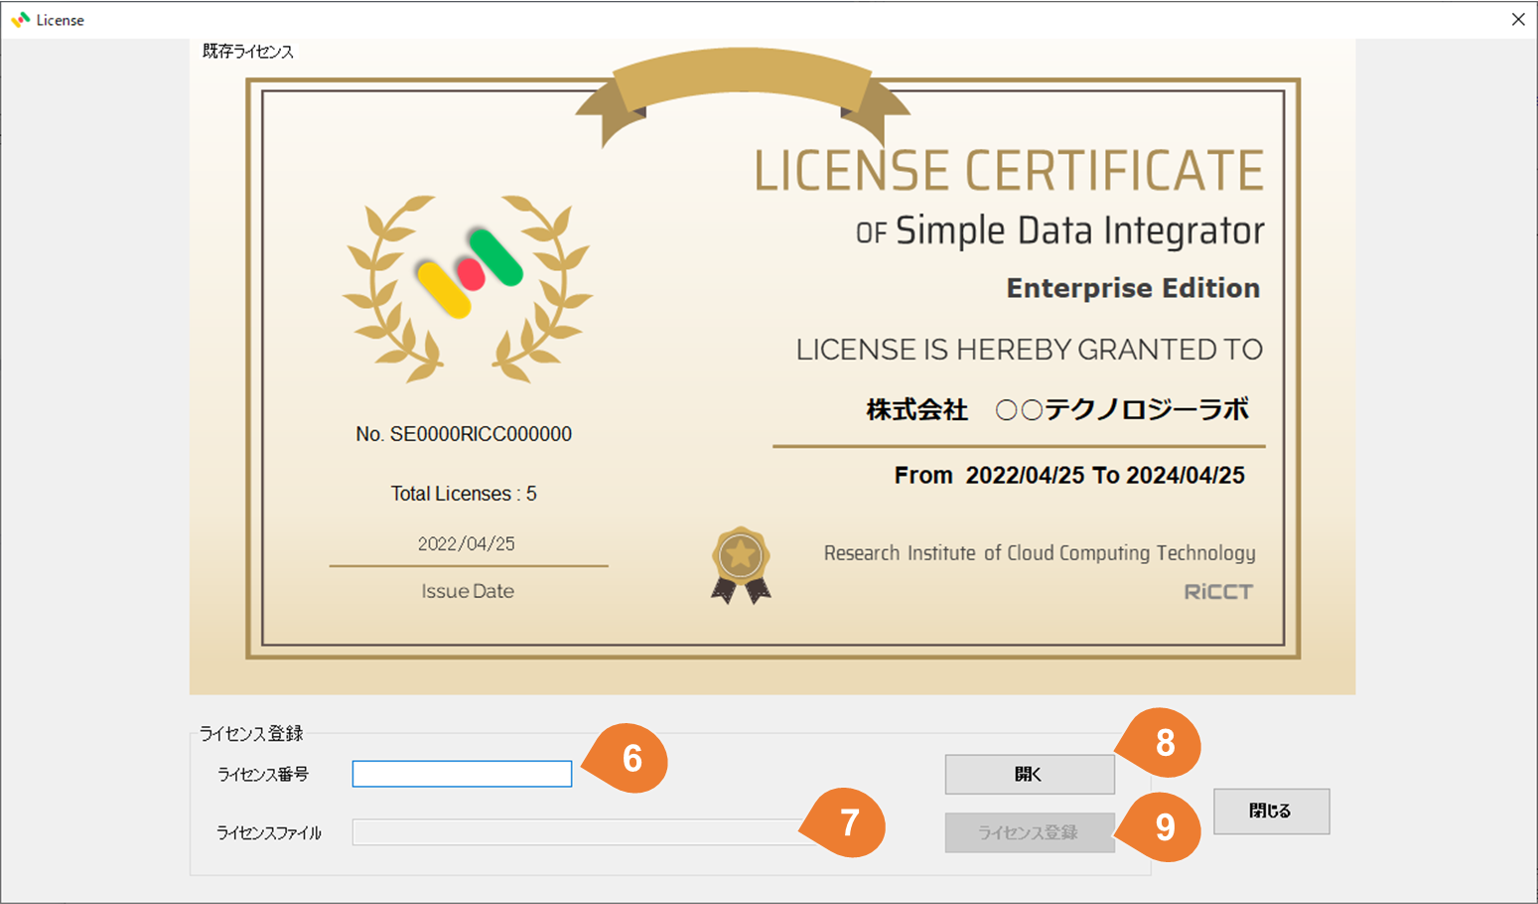 License
既存ライセンス
LICENSE CERTIFICATE
OF Simple Data Integrator
Enterprise Edition
LICENSE IS HEREBY GRANTED TO
株式会社　○○テクノロジーラボ
From 2022/04/25 To 2024/04/25
No. SE0000RICC000000
Total Licenses : 5
2022/04/25
Issue Date
Research Institute of Cloud Computing Technology
RiCCT
ライセンス登録
ライセンス番号
6
開く
8
ライセンスファイル
7
ライセンス登録
9
閉じる